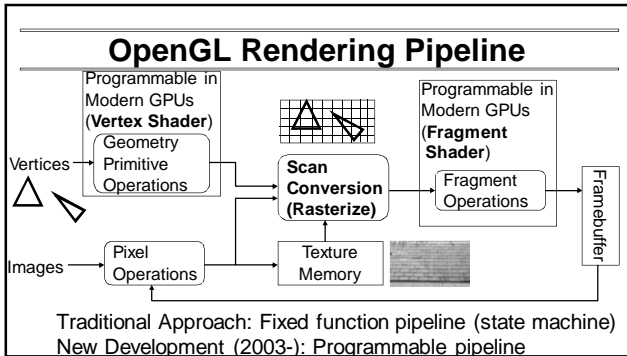 OpenGL Rendering Pipeline
Programmable in
Modern GPUs
(Vertex Shader)
Programmable in
Modern GPUs
(Fragment
Shader)
Vertices
Geometry
Primitive
Operations
Scan
Conversion
(Rasterize)
Fragment
Operations
Framebuffer
Images
Pixel
Operations
Texture
Memory
Traditional Approach: Fixed function pipeline (state machine)
New Development (2003-): Programmable pipeline